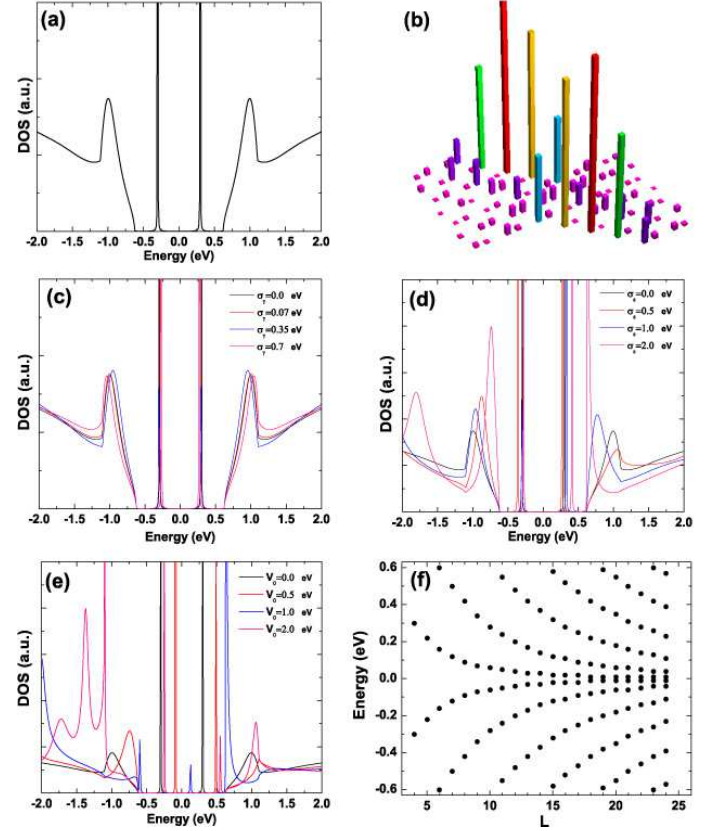 (a)
DOS (a.u.)
-2.0 -1.5 -1.0 -0.5 0.0 0.5 1.0 1.5 2.0
Energy (eV)
(b)
(c)
σγ=0.0 eV
σγ=0.07 eV
σγ=0.35 eV
σγ=0.7 eV
DOS (a.u.)
-2.0 -1.5 -1.0 -0.5 0.0 0.5 1.0 1.5 2.0
Energy (eV)
(d)
σε=0.0 eV
σε=0.5 eV
σε=1.0 eV
σε=2.0 eV
DOS (a.u.)
-2.0 -1.5 -1.0 -0.5 0.0 0.5 1.0 1.5 2.0
Energy (eV)
(e)
V₀=0.0 eV
V₀=0.5 eV
V₀=1.0 eV
V₀=2.0 eV
DOS (a.u.)
-2.0 -1.5 -1.0 -0.5 0.0 0.5 1.0 1.5 2.0
Energy (eV)
(f)
0.6
0.4
0.2
0.0
-0.2
-0.4
-0.6
Energy (eV)
5 10 15 20 25
L